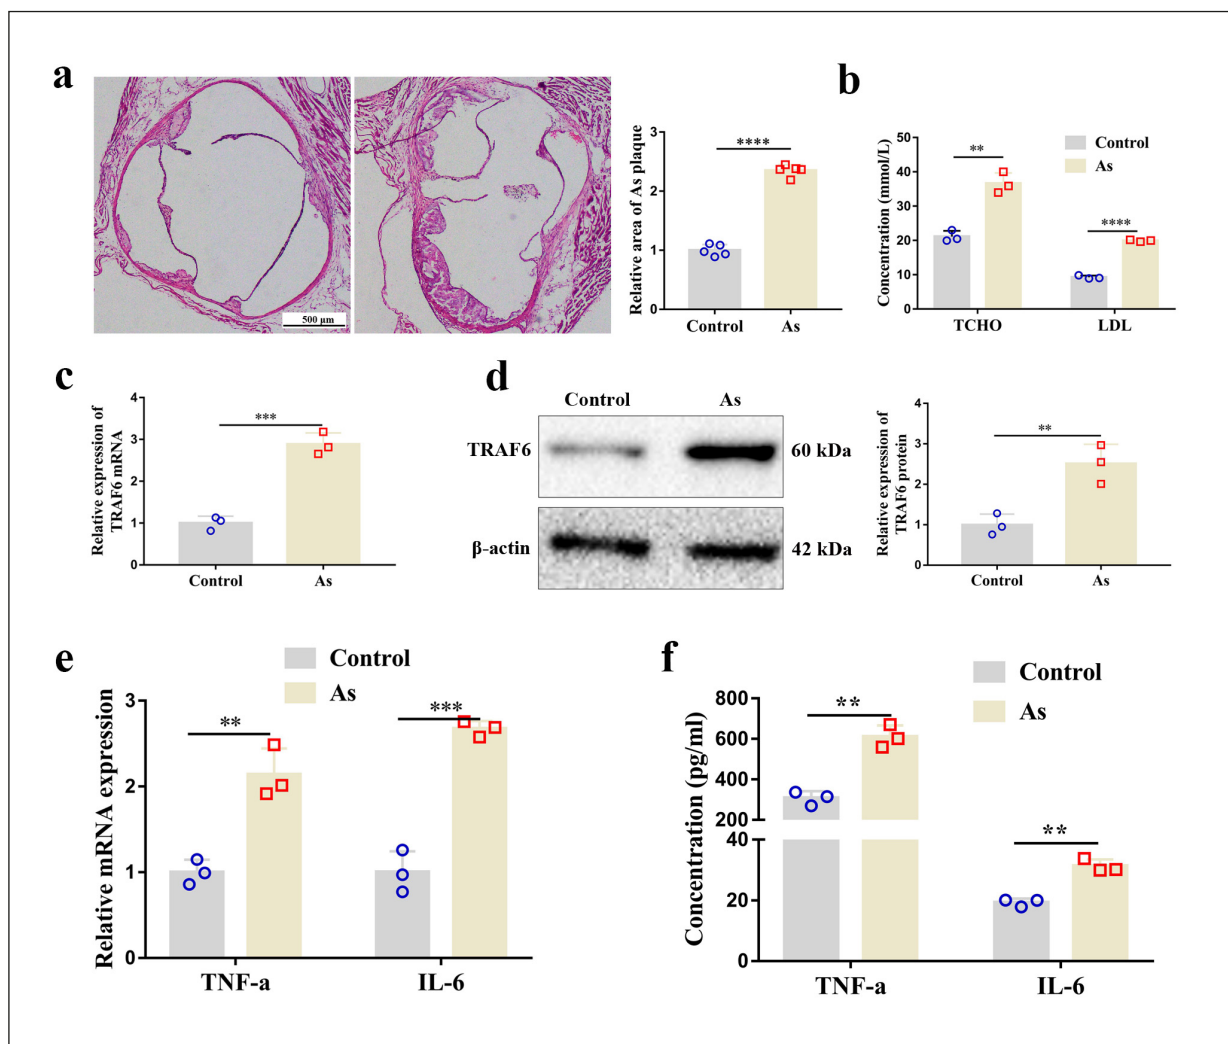 a
500 μm
Relative area of As plaque
3
2
1
0
****
Control
As
b
Concentration (mmol/L)
50
40
30
20
10
0
Control
As
**
****
TCHO
LDL
c
Relative expression of
TRAF6 mRNA
4
3
2
1
0
***
Control
As
d
Control
As
TRAF6
60 kDa
β-actin
42 kDa
Relative expression of
TRAF6 protein
4
3
2
1
0
**
Control
As
e
Control
As
Relative mRNA expression
3
2
1
0
**
***
TNF-a
IL-6
f
Control
As
Concentration (pg/ml)
800
600
400
200
40
20
0
**
**
TNF-a
IL-6